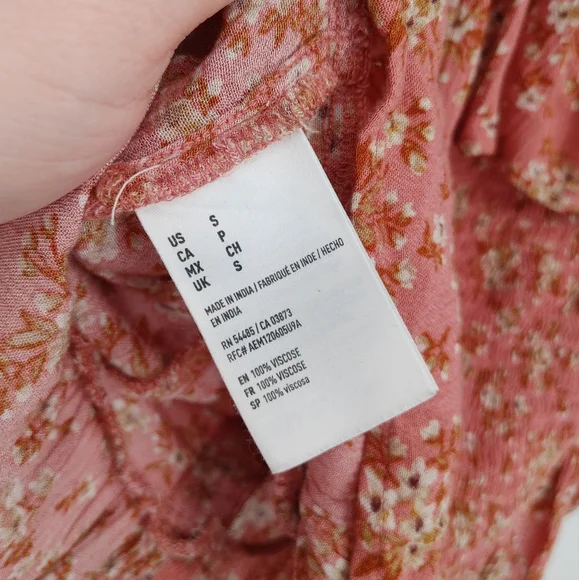 US S
CA P
MX CH
UK S
MADE IN INDIA / FABRIQUÉ EN INDE / HECHO
EN INDIA
RN 54485 / CA 03873
RFC# AEM120605U9A
EN 100% VISCOSE
FR 100% VISCOSE
SP 100% viscosa